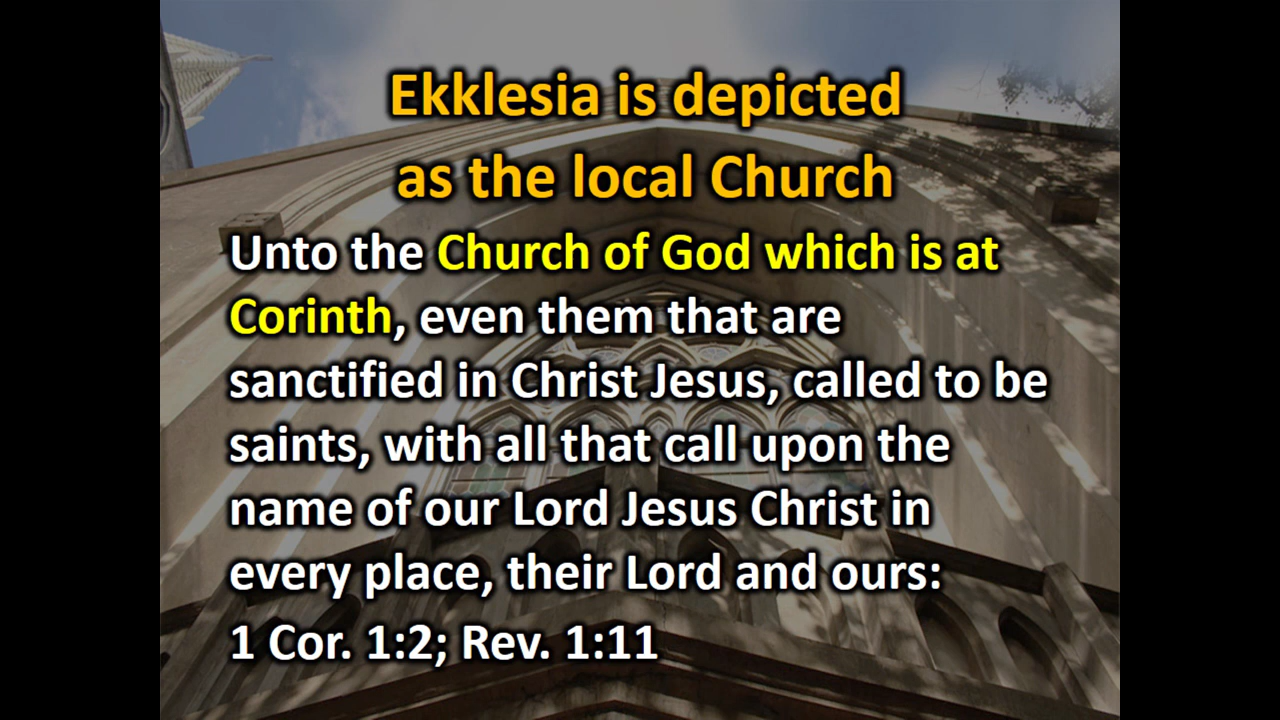 Ekklesia is depicted
as the local Church
Unto the Church of God which is at
Corinth, even them that are
sanctified in Christ Jesus, called to be
saints, with all that call upon the
name of our Lord Jesus Christ in
every place, their Lord and ours:
1 Cor. 1:2; Rev. 1:11